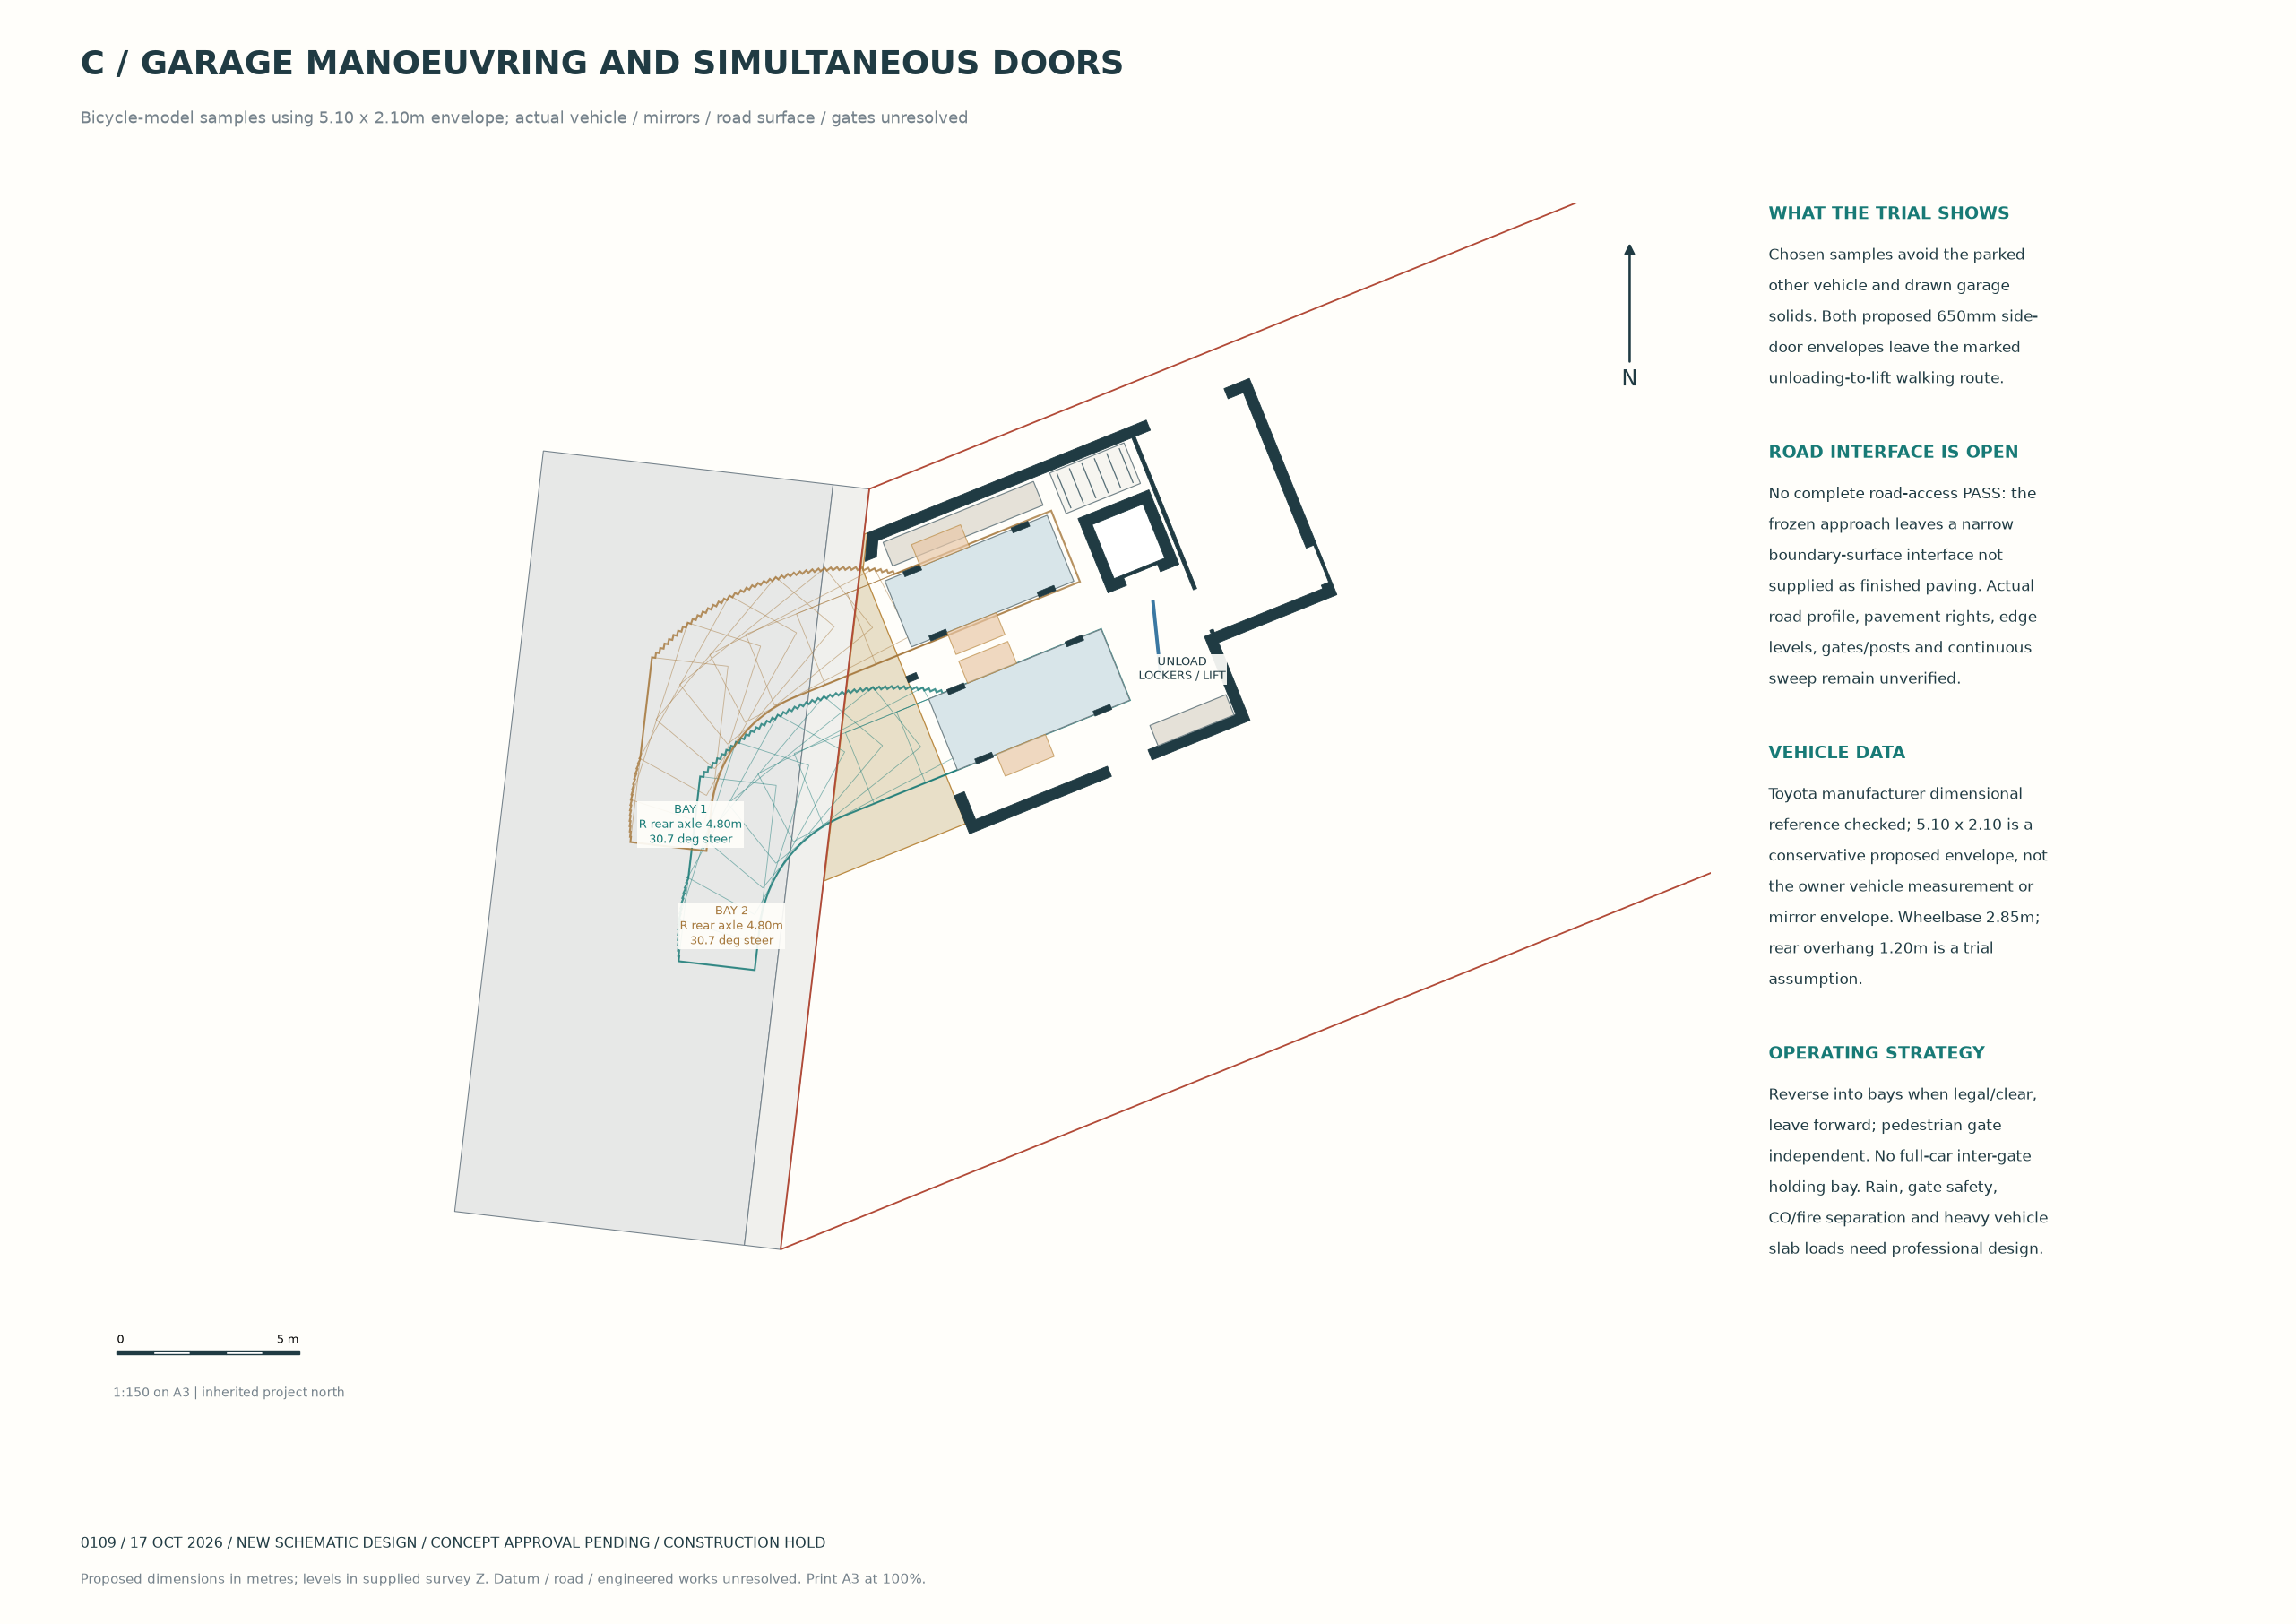 C / GARAGE MANOEUVRING AND SIMULTANEOUS DOORS
Bicycle-model samples using 5.10 x 2.10m envelope; actual vehicle / mirrors / road surface / gates unresolved
WHAT THE TRIAL SHOWS
Chosen samples avoid the parked
other vehicle and drawn garage
solids. Both proposed 650mm side-
door envelopes leave the marked
unloading-to-lift walking route.
N
ROAD INTERFACE IS OPEN
No complete road-access PASS: the
frozen approach leaves a narrow
boundary-surface interface not
supplied as finished paving. Actual
road profile, pavement rights, edge
levels, gates/posts and continuous
sweep remain unverified.
UNLOAD
LOCKERS / LIFT
VEHICLE DATA
Toyota manufacturer dimensional
reference checked; 5.10 x 2.10 is a
conservative proposed envelope, not
the owner vehicle measurement or
mirror envelope. Wheelbase 2.85m;
rear overhang 1.20m is a trial
assumption.
BAY 1
R rear axle 4.80m
30.7 deg steer
BAY 2
R rear axle 4.80m
30.7 deg steer
OPERATING STRATEGY
Reverse into bays when legal/clear,
leave forward; pedestrian gate
independent. No full-car inter-gate
holding bay. Rain, gate safety,
CO/fire separation and heavy vehicle
slab loads need professional design.
0 5 m
1:150 on A3 | inherited project north
0109 / 17 OCT 2026 / NEW SCHEMATIC DESIGN / CONCEPT APPROVAL PENDING / CONSTRUCTION HOLD
Proposed dimensions in metres; levels in supplied survey Z. Datum / road / engineered works unresolved. Print A3 at 100%.